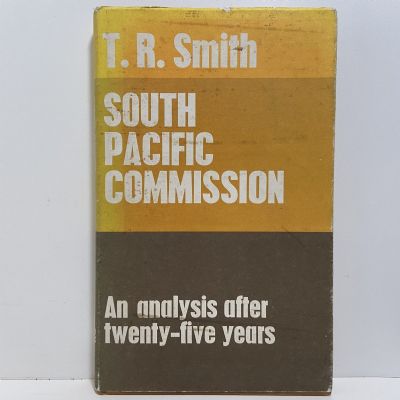 T. R. Smith
SOUTH
PACIFIC
COMMISSION
An analysis after
twenty-five years